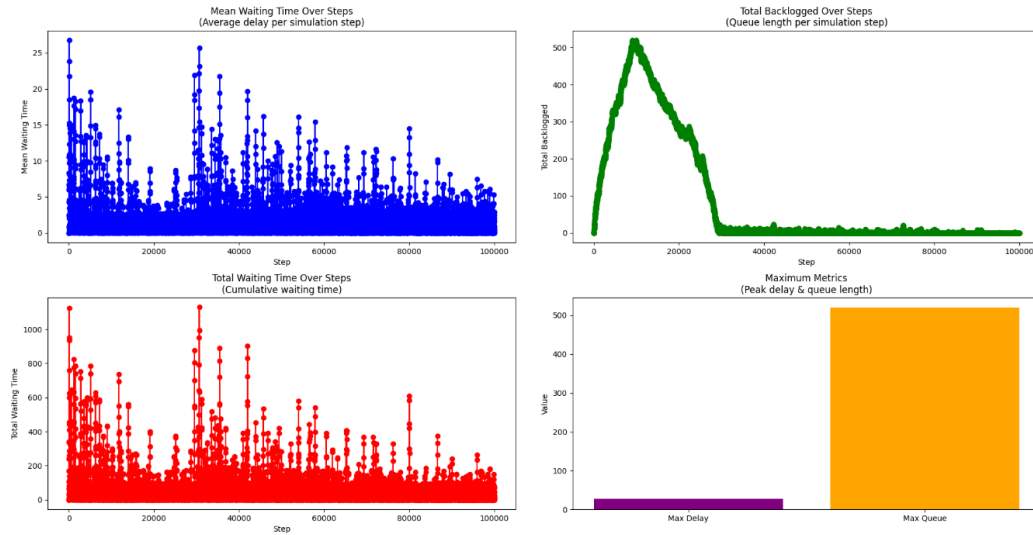 Mean Waiting Time Over Steps
(Average delay per simulation step)
Mean Waiting Time
25
20
15
10
5
0
0 20000 40000 60000 80000 100000
Step
Total Backlogged Over Steps
(Queue length per simulation step)
Total Backlogged
500
400
300
200
100
0
0 20000 40000 60000 80000 100000
Step
Total Waiting Time Over Steps
(Cumulative waiting time)
Total Waiting Time
1000
800
600
400
200
0
0 20000 40000 60000 80000 100000
Step
Maximum Metrics
(Peak delay & queue length)
Value
500
400
300
200
100
0
Max Delay Max Queue